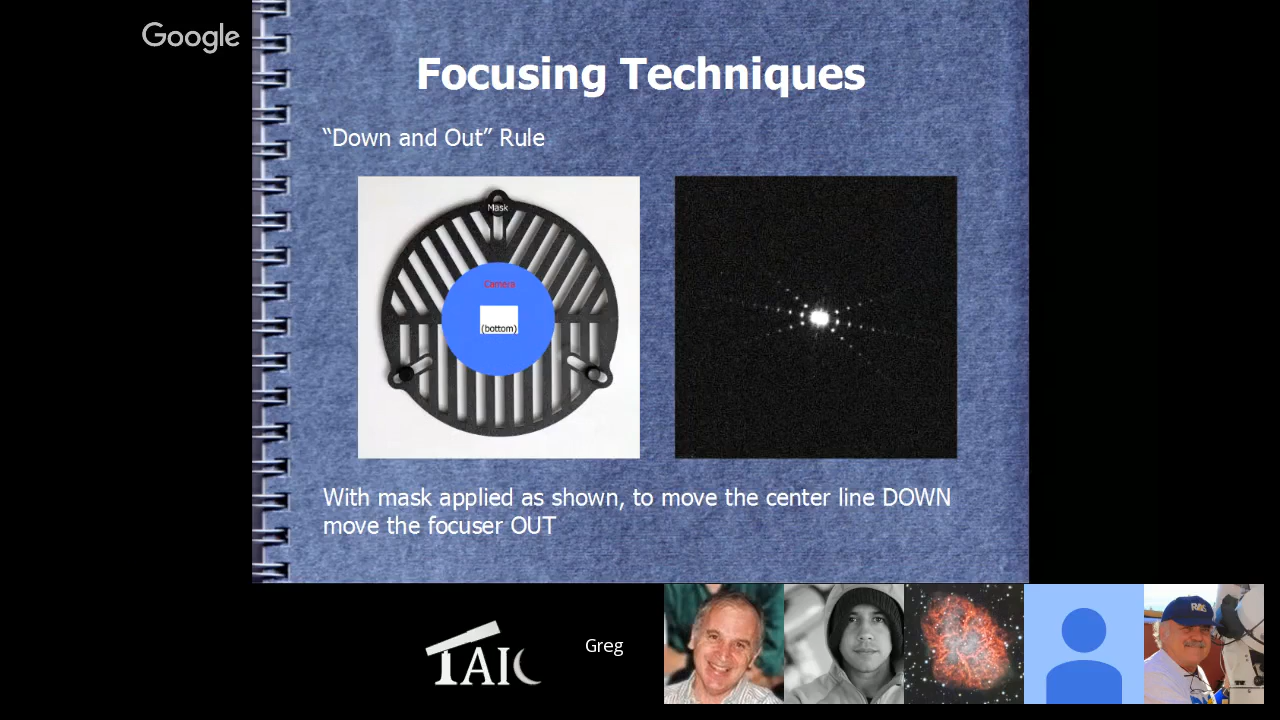 Google
Focusing Techniques
“Down and Out” Rule
Mask
Camera
(bottom)
With mask applied as shown, to move the center line DOWN
move the focuser OUT
TAIC
Greg
RAS